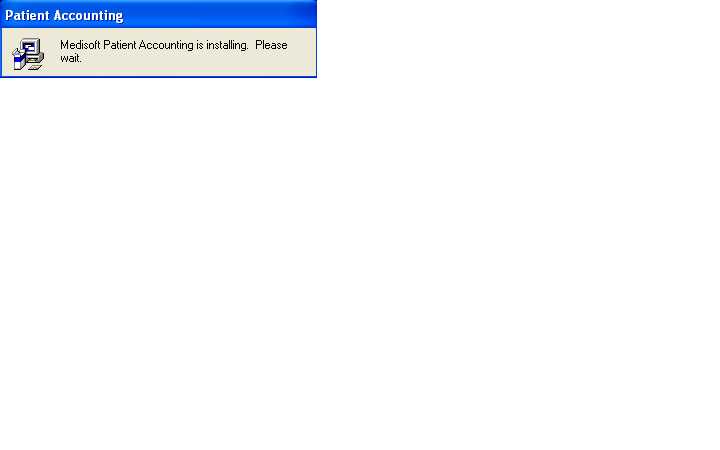 Patient Accounting
Medisoft Patient Accounting is installing.  Please
wait.